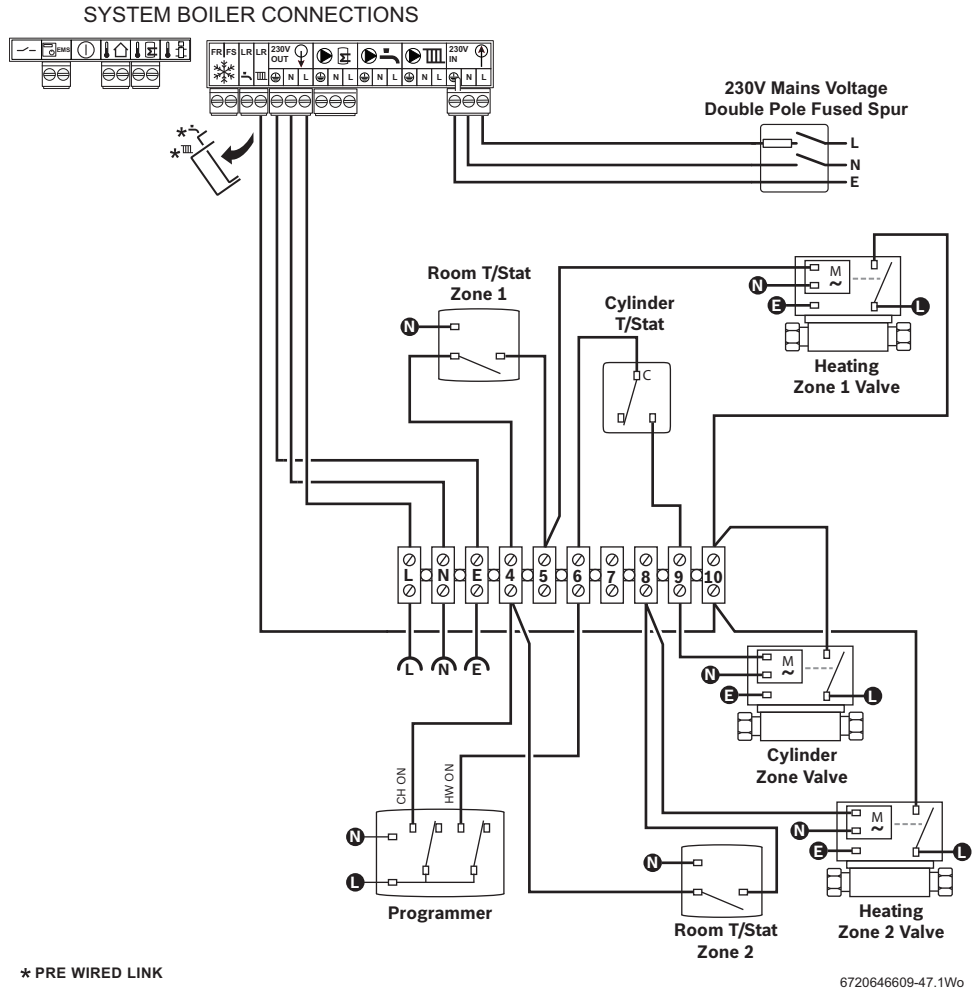 SYSTEM BOILER CONNECTIONS
EMS
FR FS LR LR 230V OUT 230V IN
N L N L N L N L N L
230V Mains Voltage
Double Pole Fused Spur
L
N
E
Room T/Stat
Zone 1
N
Cylinder
T/Stat
C
M
~
N
E
L
Heating
Zone 1 Valve
L N E 4 5 6 7 8 9 10
L N E
M
~
N
E
L
Cylinder
Zone Valve
CH ON
HW ON
N
L
Programmer
N
Room T/Stat
Zone 2
M
~
N
E
L
Heating
Zone 2 Valve
* PRE WIRED LINK
6720646609-47.1Wo